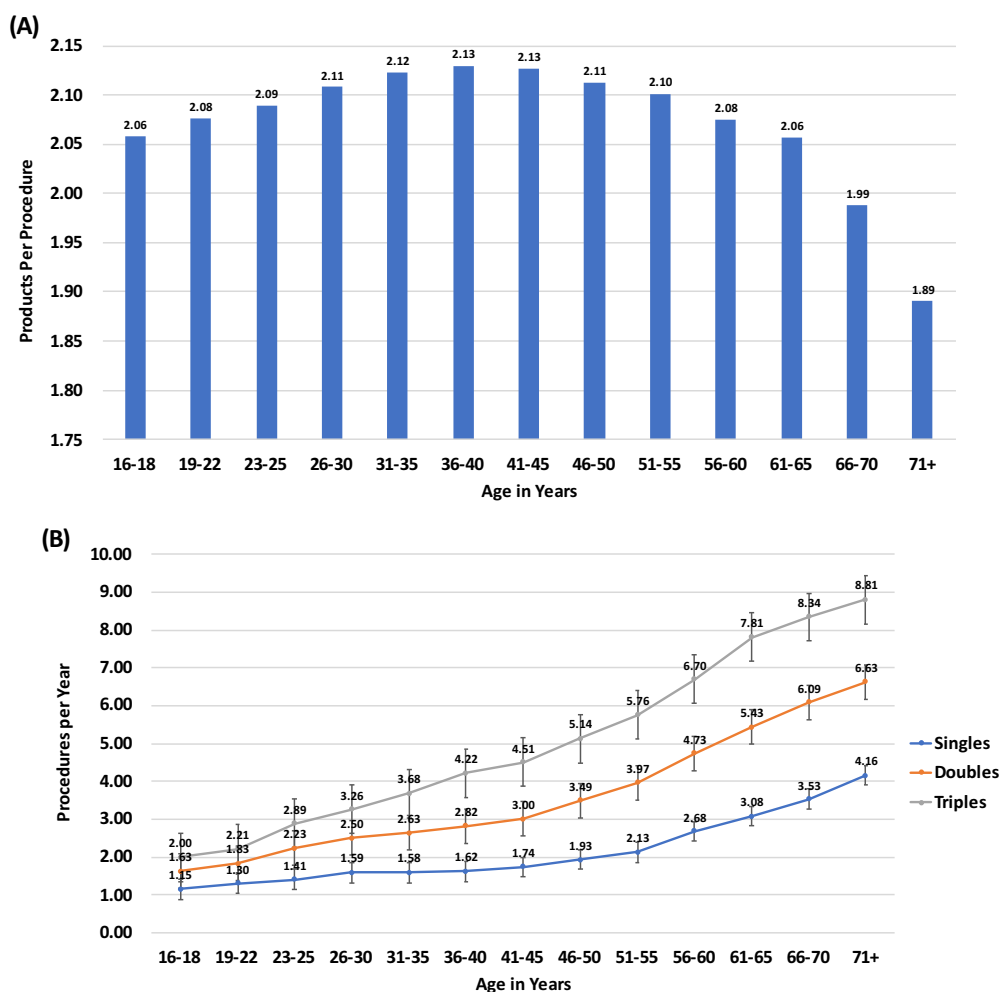 (A)
2.15
2.10
2.05
2.00
1.95
1.90
1.85
1.80
1.75
Products Per Procedure
2.06 2.08 2.09 2.11 2.12 2.13 2.13 2.11 2.10 2.08 2.06 1.99 1.89
16-18 19-22 23-25 26-30 31-35 36-40 41-45 46-50 51-55 56-60 61-65 66-70 71+
Age in Years
(B)
10.00
9.00
8.00
7.00
6.00
5.00
4.00
3.00
2.00
1.00
0.00
Procedures per Year
2.00 2.21 2.89 3.26 3.68 4.22 4.51 5.14 5.76 6.70 7.81 8.34 8.81
1.63 1.83 2.23 2.50 2.63 2.82 3.00 3.49 3.97 4.73 5.43 6.09 6.63
1.15 1.30 1.41 1.59 1.58 1.62 1.74 1.93 2.13 2.68 3.08 3.53 4.16
16-18 19-22 23-25 26-30 31-35 36-40 41-45 46-50 51-55 56-60 61-65 66-70 71+
Age in Years
Singles
Doubles
Triples